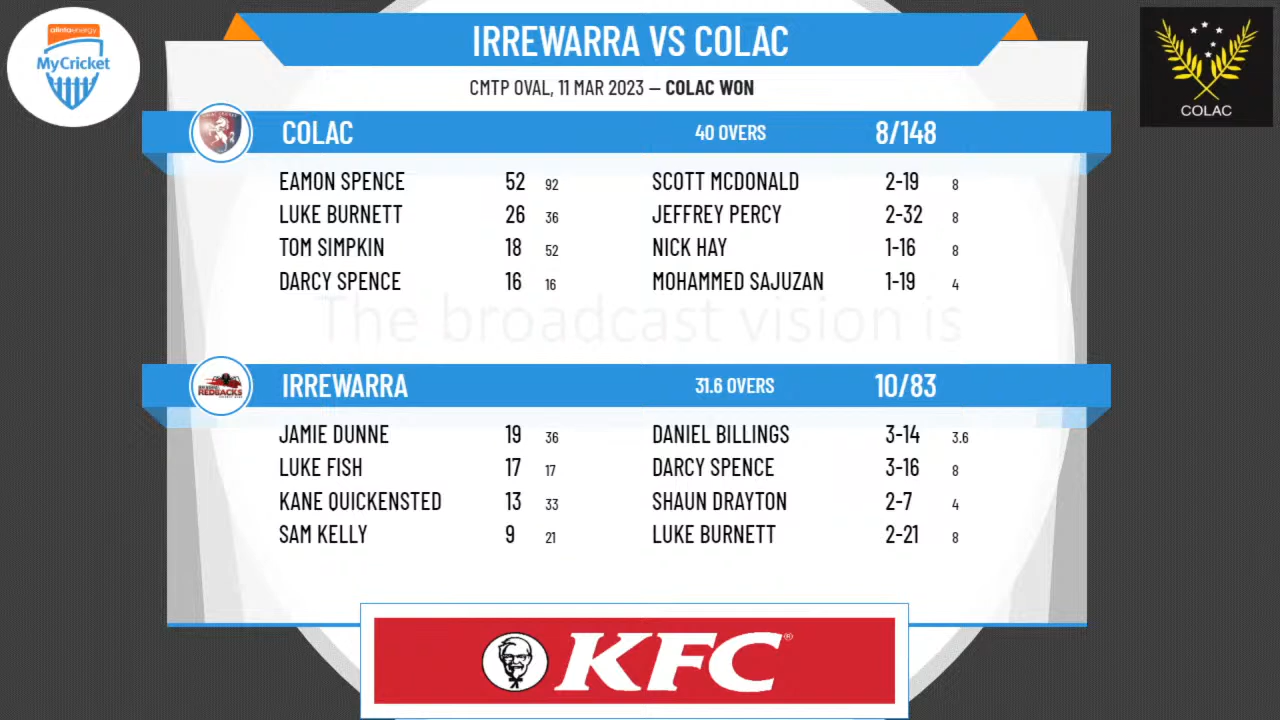 IRREWARRA VS COLAC
alintaenergy
MyCricket
COLAC
CMTP OVAL, 11 MAR 2023 – COLAC WON
COLAC 40 OVERS 8/148
EAMON SPENCE 52 92 SCOTT MCDONALD 2-19 8
LUKE BURNETT 26 36 JEFFREY PERCY 2-32 8
TOM SIMPKIN 18 52 NICK HAY 1-16 8
DARCY SPENCE 16 16 MOHAMMED SAJUZAN 1-19 4
The broadcast vision is
IRREWARRA 31.6 OVERS 10/83
REDBACKS
JAMIE DUNNE 19 36 DANIEL BILLINGS 3-14 3.6
LUKE FISH 17 17 DARCY SPENCE 3-16 8
KANE QUICKENSTED 13 33 SHAUN DRAYTON 2-7 4
SAM KELLY 9 21 LUKE BURNETT 2-21 8
KFC®